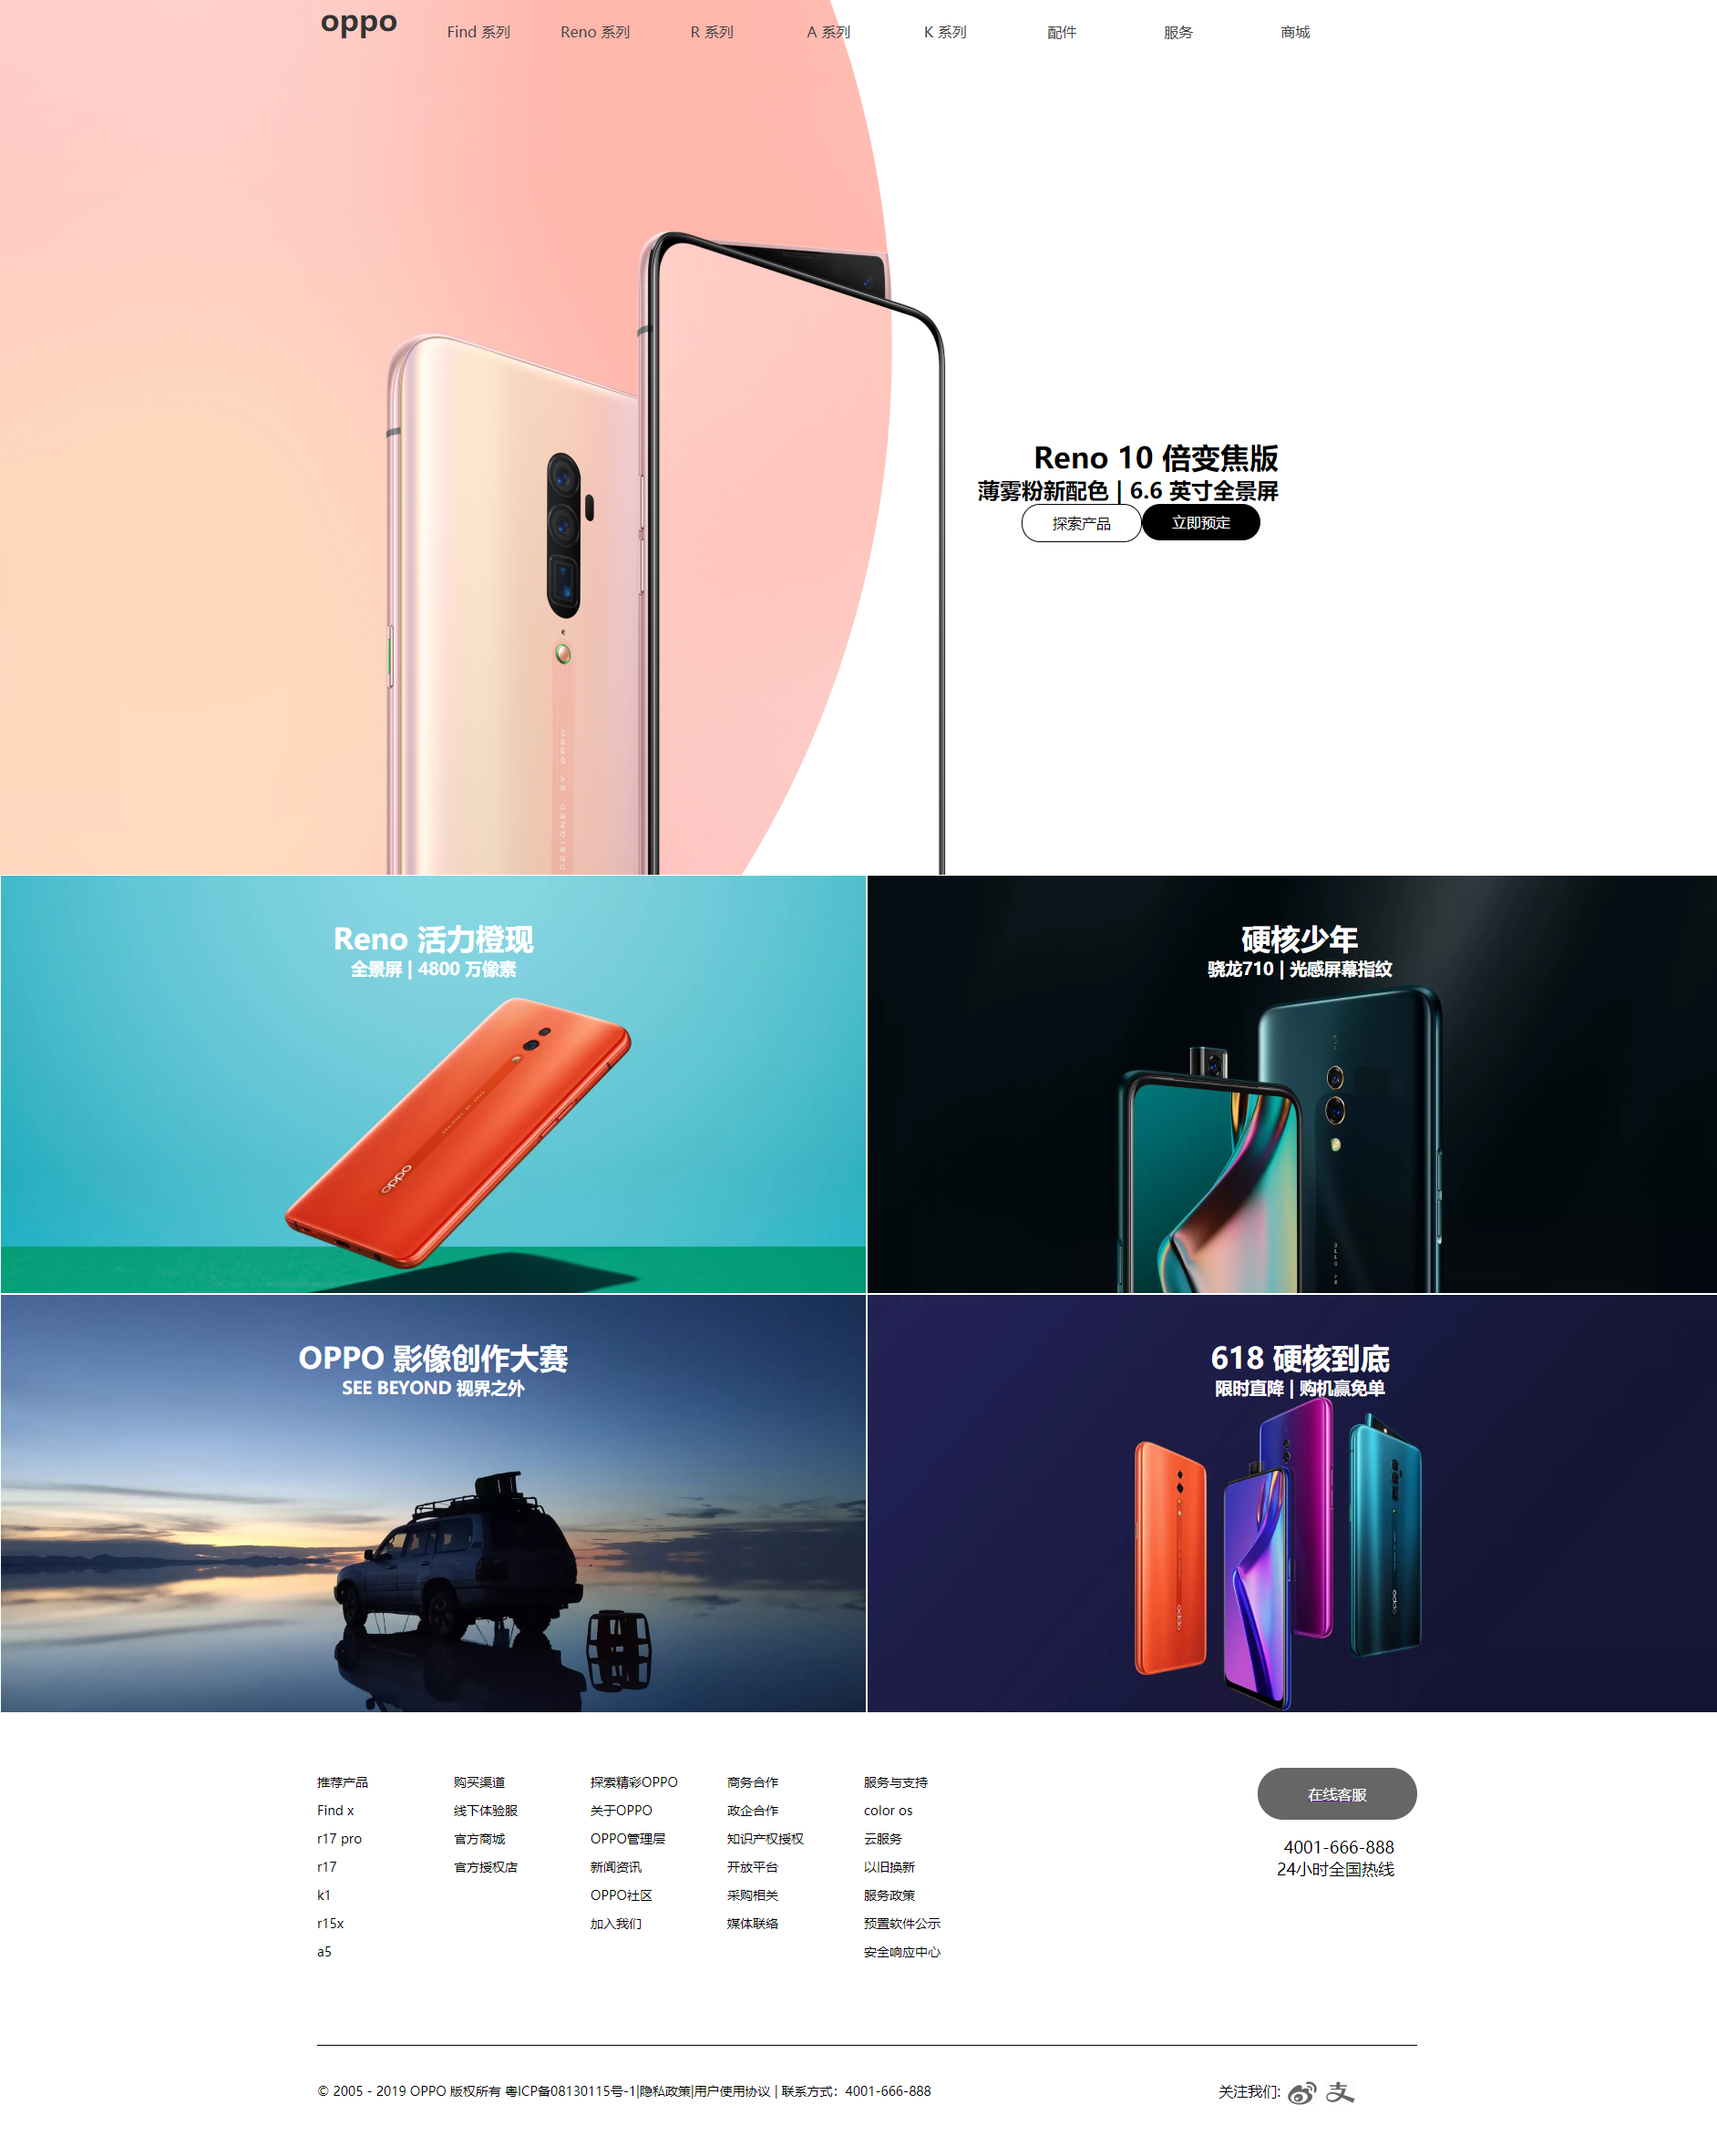 oppo Find 系列 Reno 系列 R 系列 A 系列 K 系列 配件 服务 商城
Reno 10 倍变焦版
薄雾粉新配色 | 6.6 英寸全景屏
探索产品 立即预定
DESIGNED BY OPPO
Reno 活力橙现
全景屏 | 4800 万像素
oppo
硬核少年
骁龙710 | 光感屏幕指纹
OPPO 影像创作大赛
SEE BEYOND 视界之外
618 硬核到底
限时直降 | 购机赢免单
oppo
oppo
推荐产品 购买渠道 探索精彩OPPO 商务合作 服务与支持
Find x 线下体验服 关于OPPO 政企合作 color os
r17 pro 官方商城 OPPO管理层 知识产权授权 云服务
r17 官方授权店 新闻资讯 开放平台 以旧换新
k1 OPPO社区 采购相关 服务政策
r15x 加入我们 媒体联络 预置软件公示
a5 安全响应中心
在线客服
4001-666-888
24小时全国热线
© 2005 - 2019 OPPO 版权所有 粤ICP备08130115号-1|隐私政策|用户使用协议 | 联系方式：4001-666-888
关注我们: